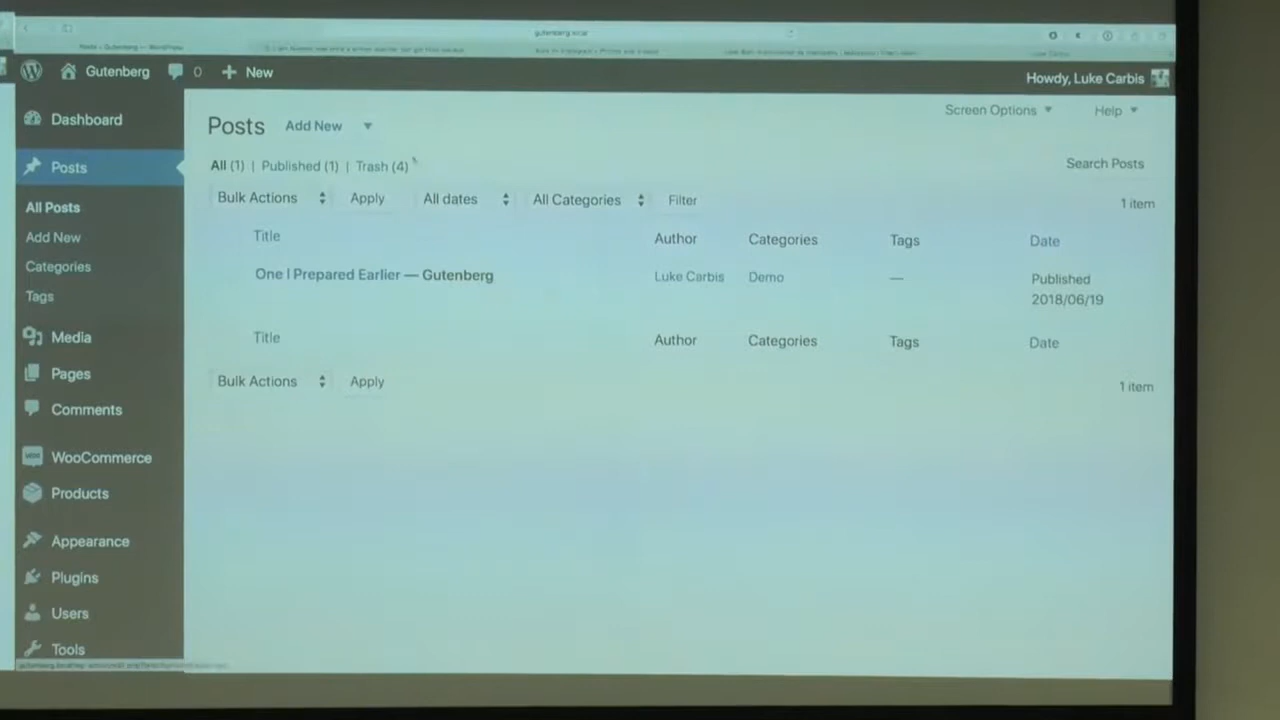 gutenberg.local
Gutenberg 0 New
Howdy, Luke Carbis
Dashboard
Posts
All Posts
Add New
Categories
Tags
Media
Pages
Comments
WooCommerce
Products
Appearance
Plugins
Users
Tools
Screen Options Help
Posts Add New
All (1) | Published (1) | Trash (4)
Search Posts
Bulk Actions Apply All dates All Categories Filter
1 item
Title Author Categories Tags Date
One I Prepared Earlier — Gutenberg Luke Carbis Demo — Published
2018/06/19
Title Author Categories Tags Date
Bulk Actions Apply
1 item